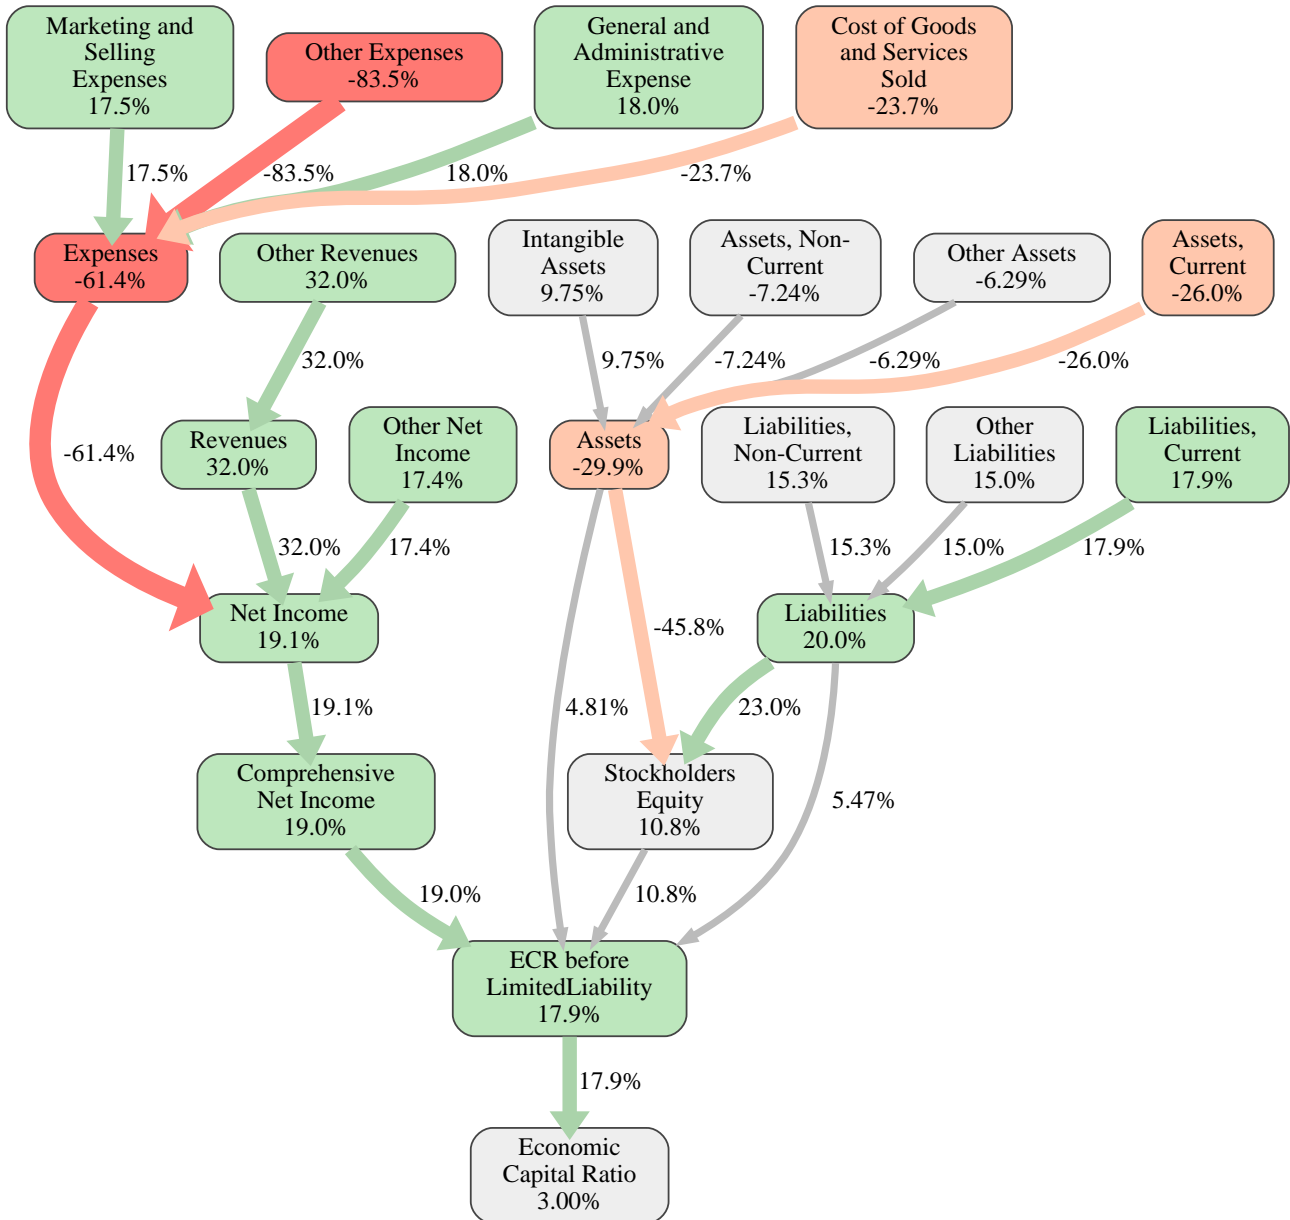 Marketing and
Selling
Expenses
17.5%
Other Expenses
-83.5%
General and
Administrative
Expense
18.0%
Cost of Goods
and Services
Sold
-23.7%
17.5%
-83.5%
18.0%
-23.7%
Expenses
-61.4%
Other Revenues
32.0%
Intangible
Assets
9.75%
Assets, Non-
Current
-7.24%
Other Assets
-6.29%
Assets,
Current
-26.0%
32.0%
9.75%
-7.24%
-6.29%
-26.0%
-61.4%
Revenues
32.0%
Other Net
Income
17.4%
Assets
-29.9%
Liabilities,
Non-Current
15.3%
Other
Liabilities
15.0%
Liabilities,
Current
17.9%
32.0%
17.4%
15.3%
15.0%
17.9%
Net Income
19.1%
-45.8%
Liabilities
20.0%
19.1%
4.81%
23.0%
5.47%
Comprehensive
Net Income
19.0%
Stockholders
Equity
10.8%
19.0%
10.8%
ECR before
LimitedLiability
17.9%
17.9%
Economic
Capital Ratio
3.00%